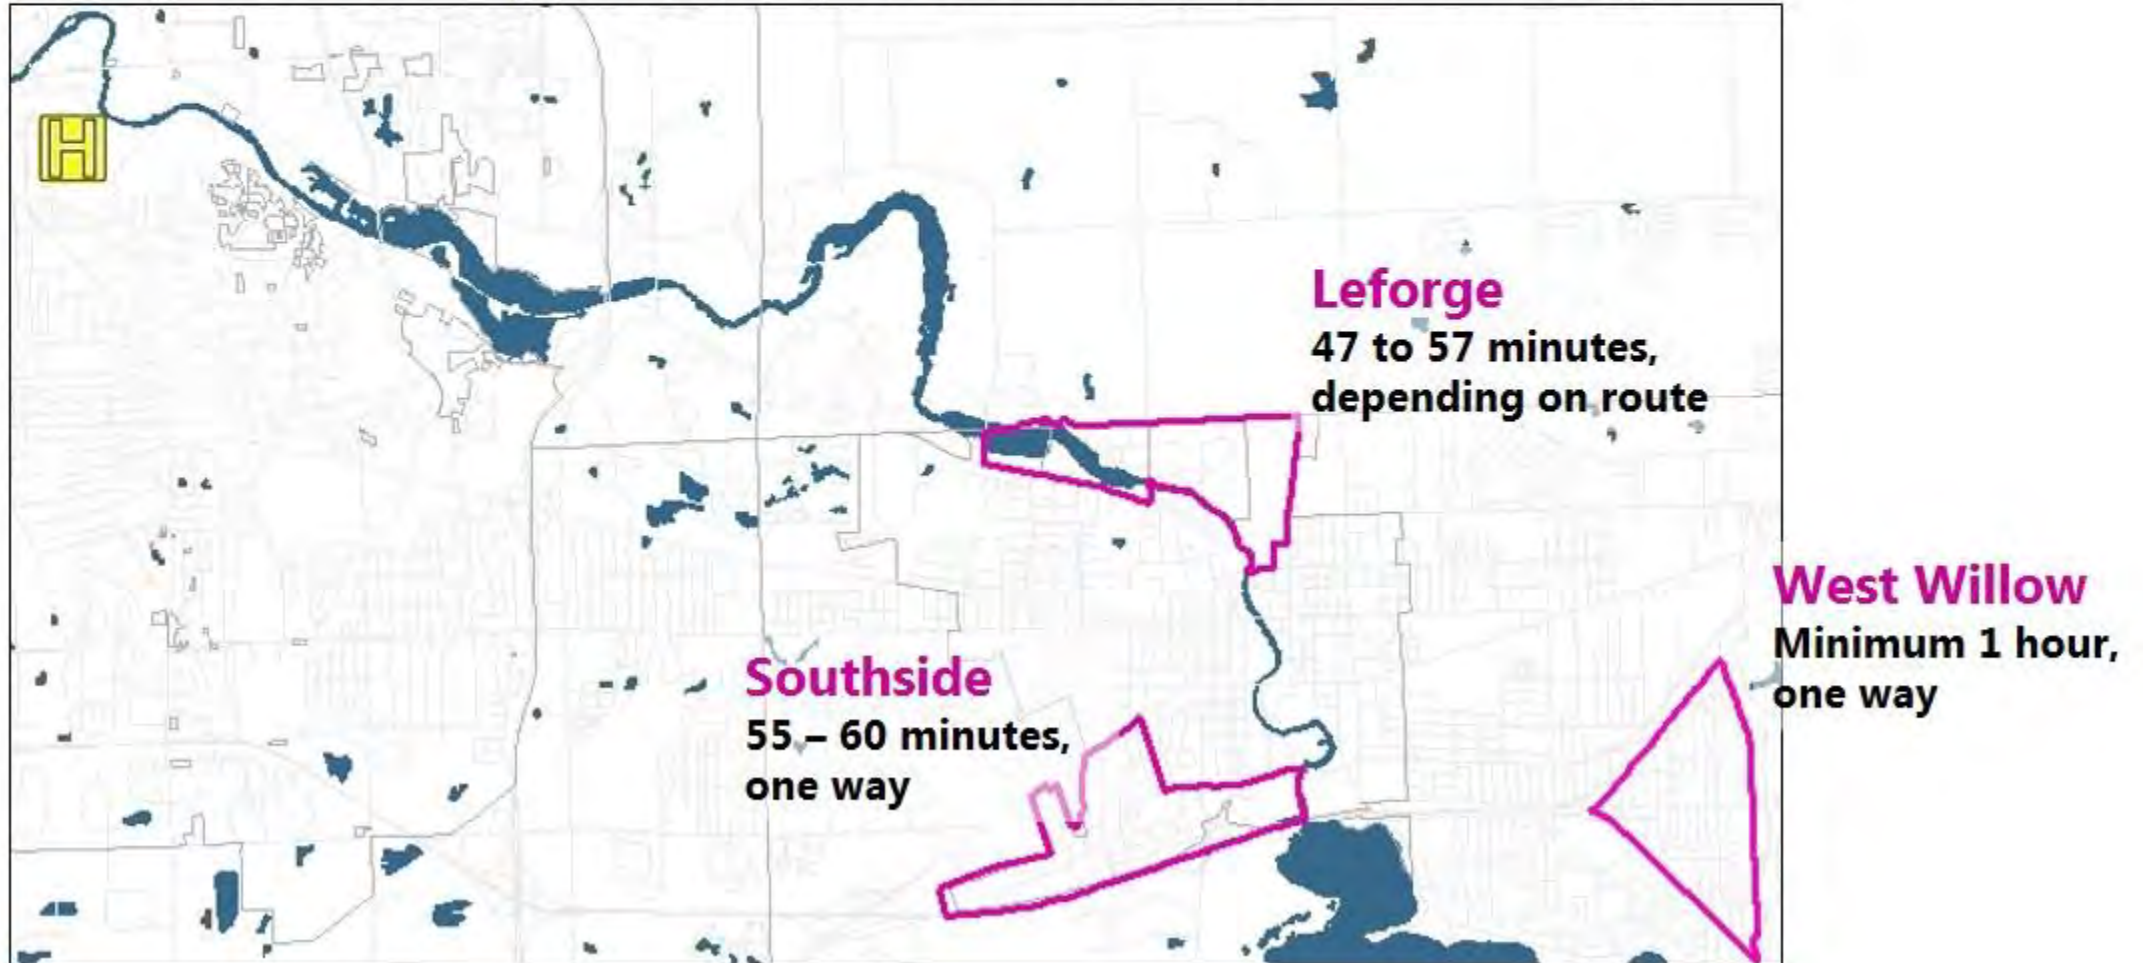 H
Leforge
47 to 57 minutes,
depending on route
West Willow
Minimum 1 hour,
one way
Southside
55 – 60 minutes,
one way